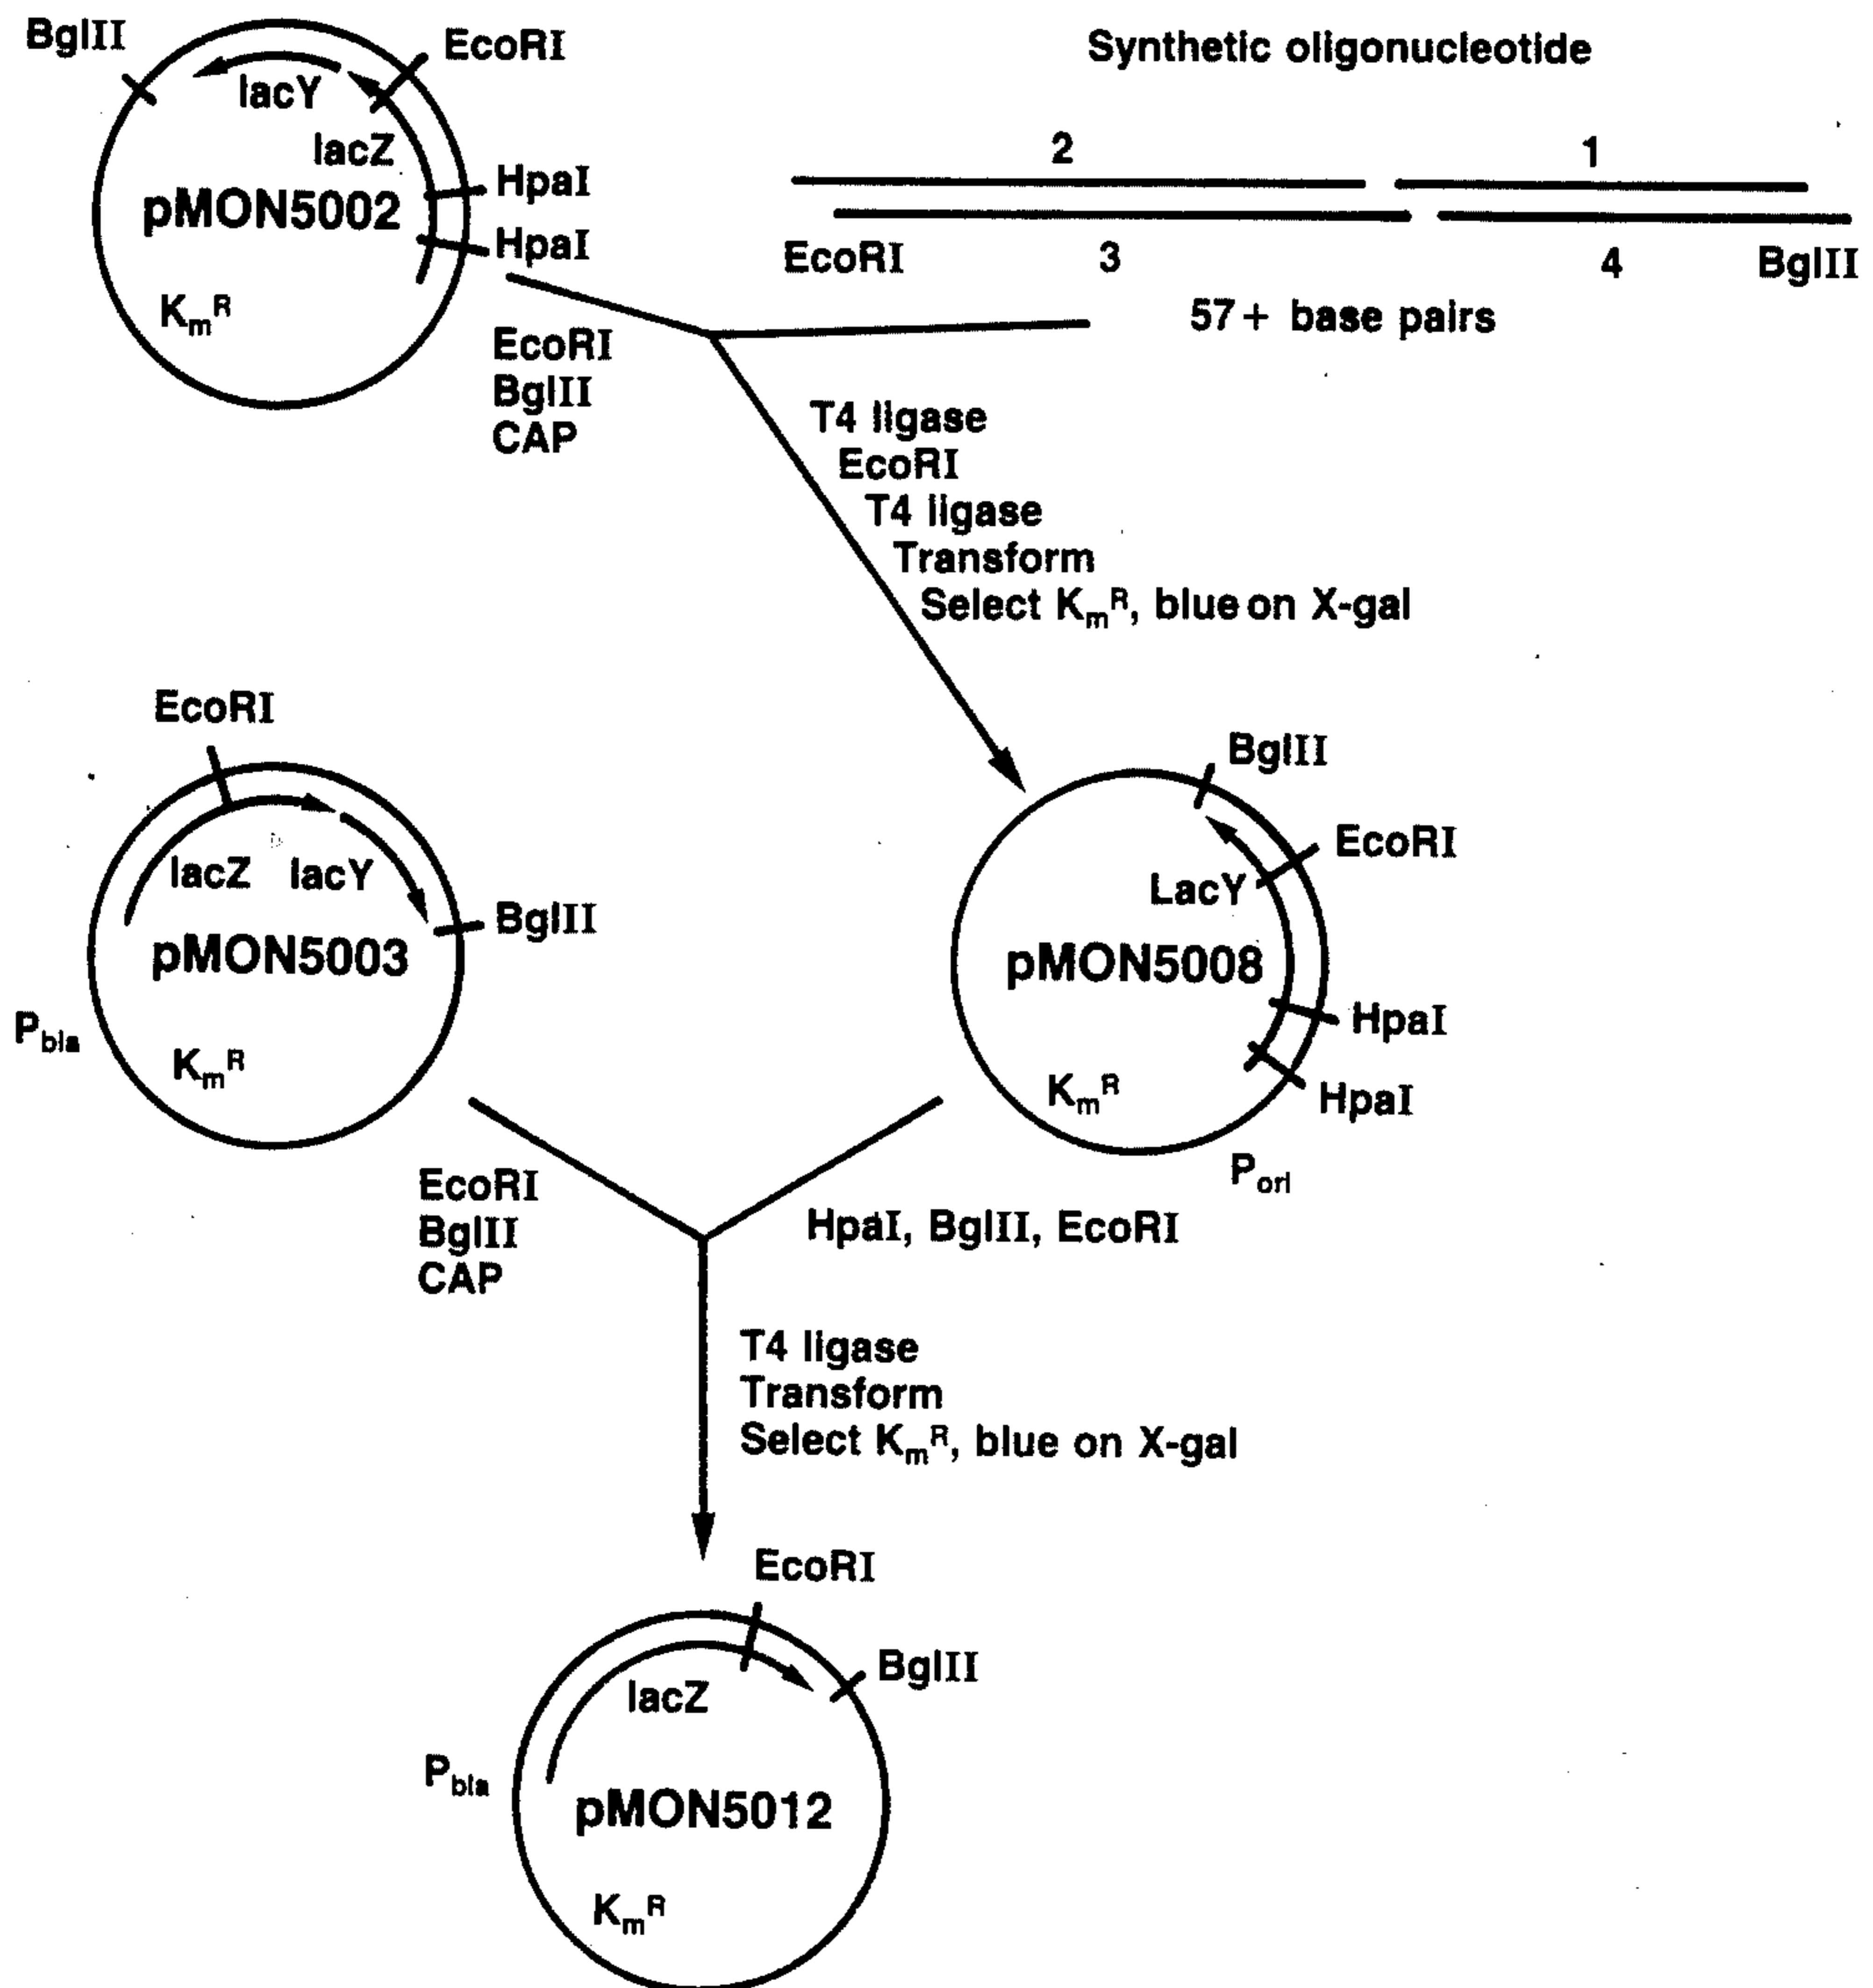 BglII
EcoRI
lacY
lacZ
pMON5002
HpaI
HpaI
KmR
Synthetic oligonucleotide
2
1
EcoRI
3
4
BglII
57+ base pairs
EcoRI
BglII
CAP
T4 ligase
EcoRI
T4 ligase
Transform
Select KmR, blue on X-gal
EcoRI
lacZ lacY
BglII
pMON5003
Pbla
KmR
BglII
EcoRI
LacY
pMON5008
HpaI
KmR
HpaI
Pori
EcoRI
BglII
CAP
HpaI, BglII, EcoRI
T4 ligase
Transform
Select KmR, blue on X-gal
EcoRI
BglII
lacZ
Pbla
pMON5012
KmR